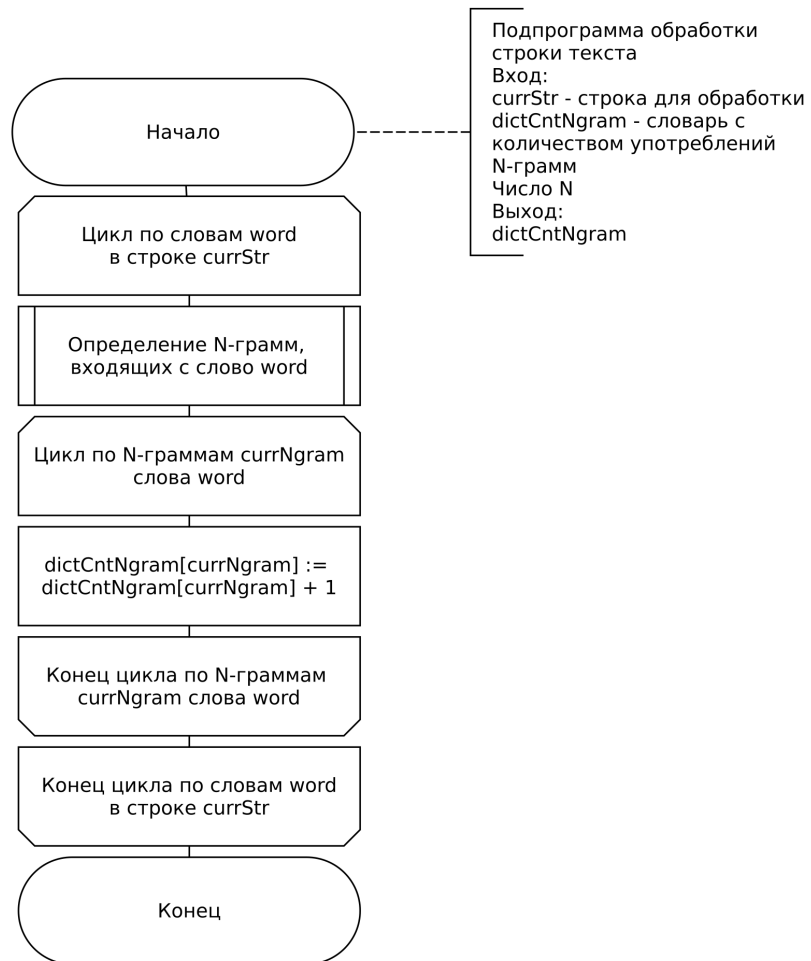 Подпрограмма обработки
строки текста
Вход:
currStr - строка для обработки
dictCntNgram - словарь с
количеством употреблений
N-грамм
Число N
Выход:
dictCntNgram
Начало
Цикл по словам word
в строке currStr
Определение N-грамм,
входящих с слово word
Цикл по N-граммам currNgram
слова word
dictCntNgram[currNgram] :=
dictCntNgram[currNgram] + 1
Конец цикла по N-граммам
currNgram слова word
Конец цикла по словам word
в строке currStr
Конец